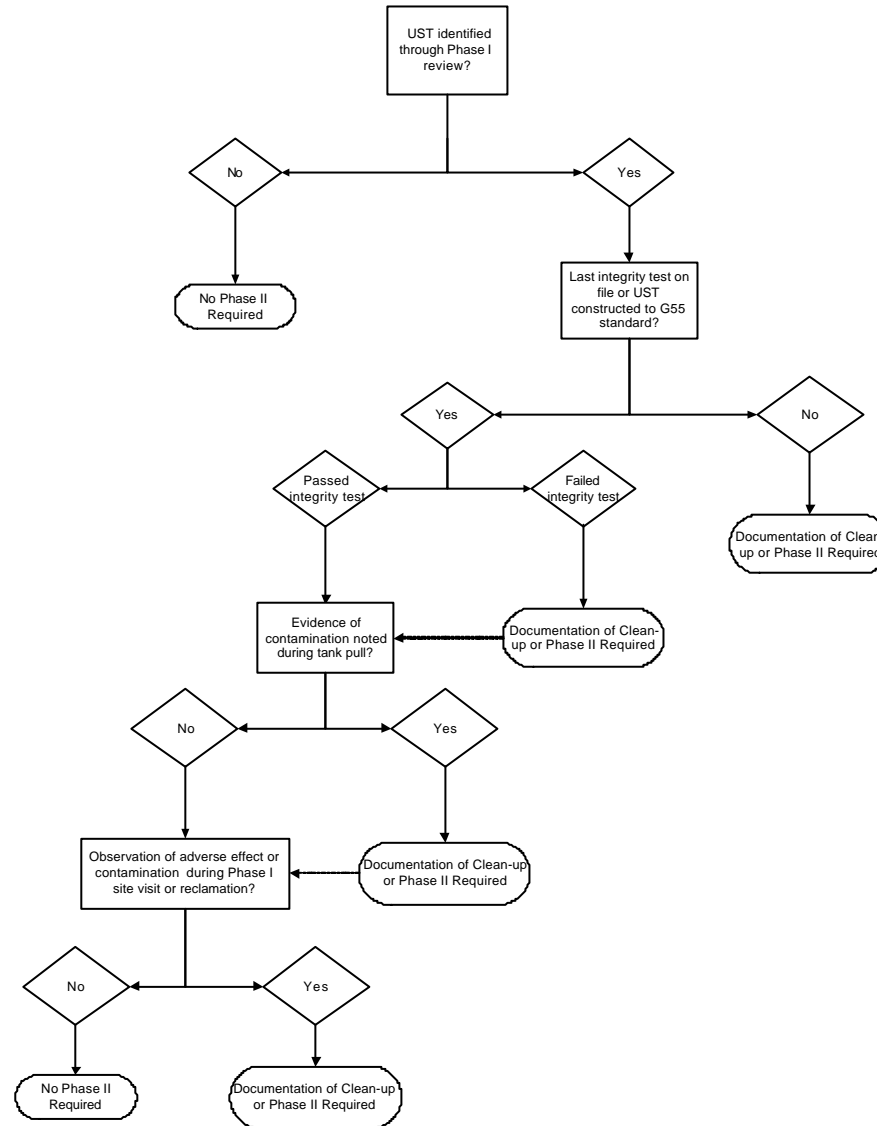 UST identified
through Phase I
review?
No
Yes
No Phase II
Required
Last integrity test on
file or UST
constructed to G55
standard?
Yes
No
Passed
integrity test
Failed
integrity test
Documentation of Clean-
up or Phase II Required
Evidence of
contamination noted
during tank pull?
Documentation of Clean-
up or Phase II Required
No
Yes
Observation of adverse effect or
contamination during Phase I
site visit or reclamation?
Documentation of Clean-up
or Phase II Required
No
Yes
No Phase II
Required
Documentation of Clean-up
or Phase II Required